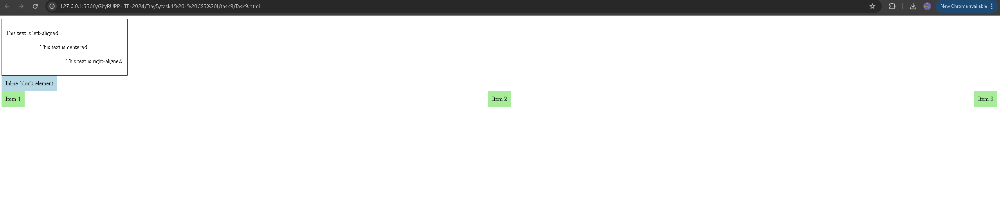 127.0.0.1:5500/Git/RUPP-ITE-2024/Day5/task1%20-%20CSS%20I/task9/Task9.html
New Chrome available
This text is left-aligned.
This text is centered.
This text is right-aligned.
Inline-block element
Item 1 Item 2 Item 3